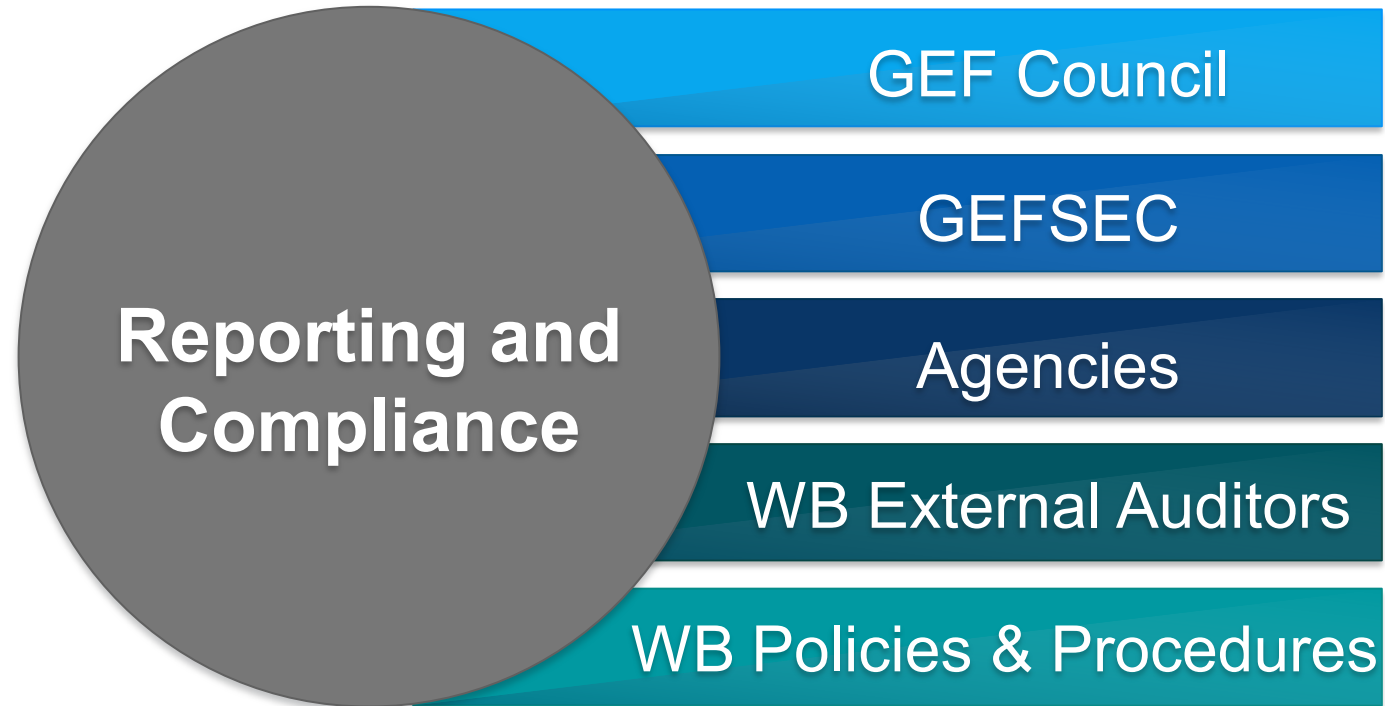 Reporting and
Compliance
GEF Council
GEFSEC
Agencies
WB External Auditors
WB Policies & Procedures